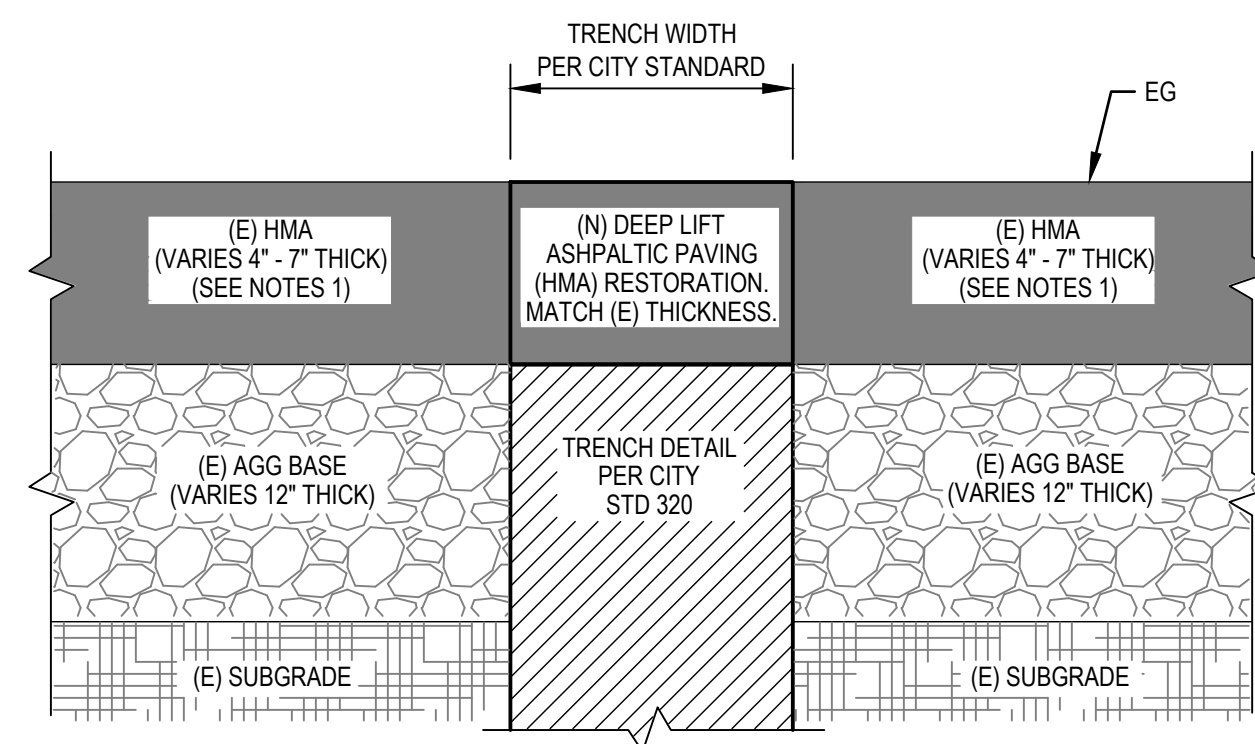 TRENCH WIDTH
PER CITY STANDARD
EG
(E) HMA
(VARIES 4" - 7" THICK)
(SEE NOTES 1)
(N) DEEP LIFT
ASHPALTIC PAVING
(HMA) RESTORATION.
MATCH (E) THICKNESS.
(E) HMA
(VARIES 4" - 7" THICK)
(SEE NOTES 1)
(E) AGG BASE
(VARIES 12" THICK)
TRENCH DETAIL
PER CITY
STD 320
(E) AGG BASE
(VARIES 12" THICK)
(E) SUBGRADE
(E) SUBGRADE